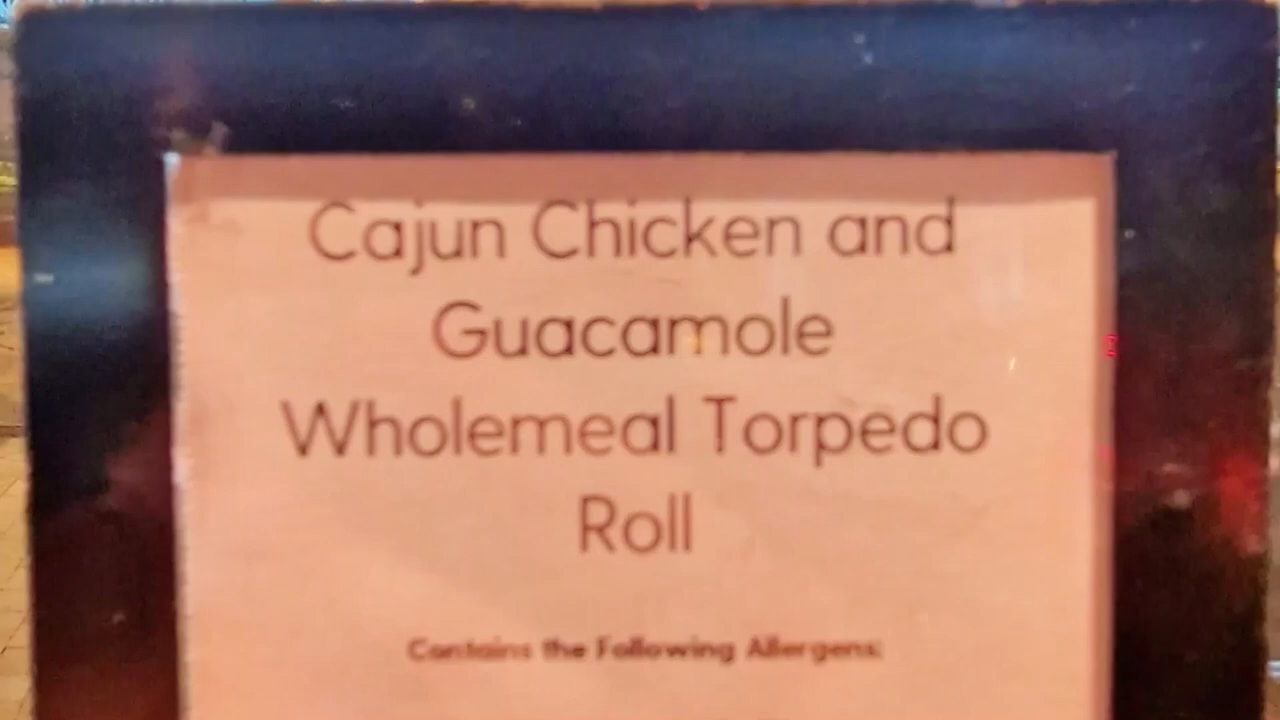 Cajun Chicken and
Guacamole
Wholemeal Torpedo
Roll
Contains the Following Allergens: